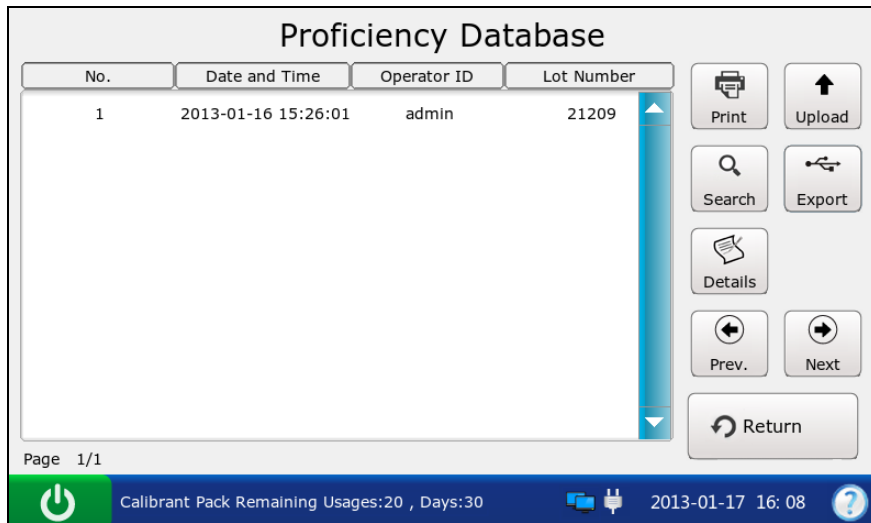 Proficiency Database
No. Date and Time Operator ID Lot Number
1 2013-01-16 15:26:01 admin 21209
Print Upload
Search Export
Details
Prev. Next
Return
Page 1/1
Calibrant Pack Remaining Usages:20 , Days:30 2013-01-17 16: 08 ?